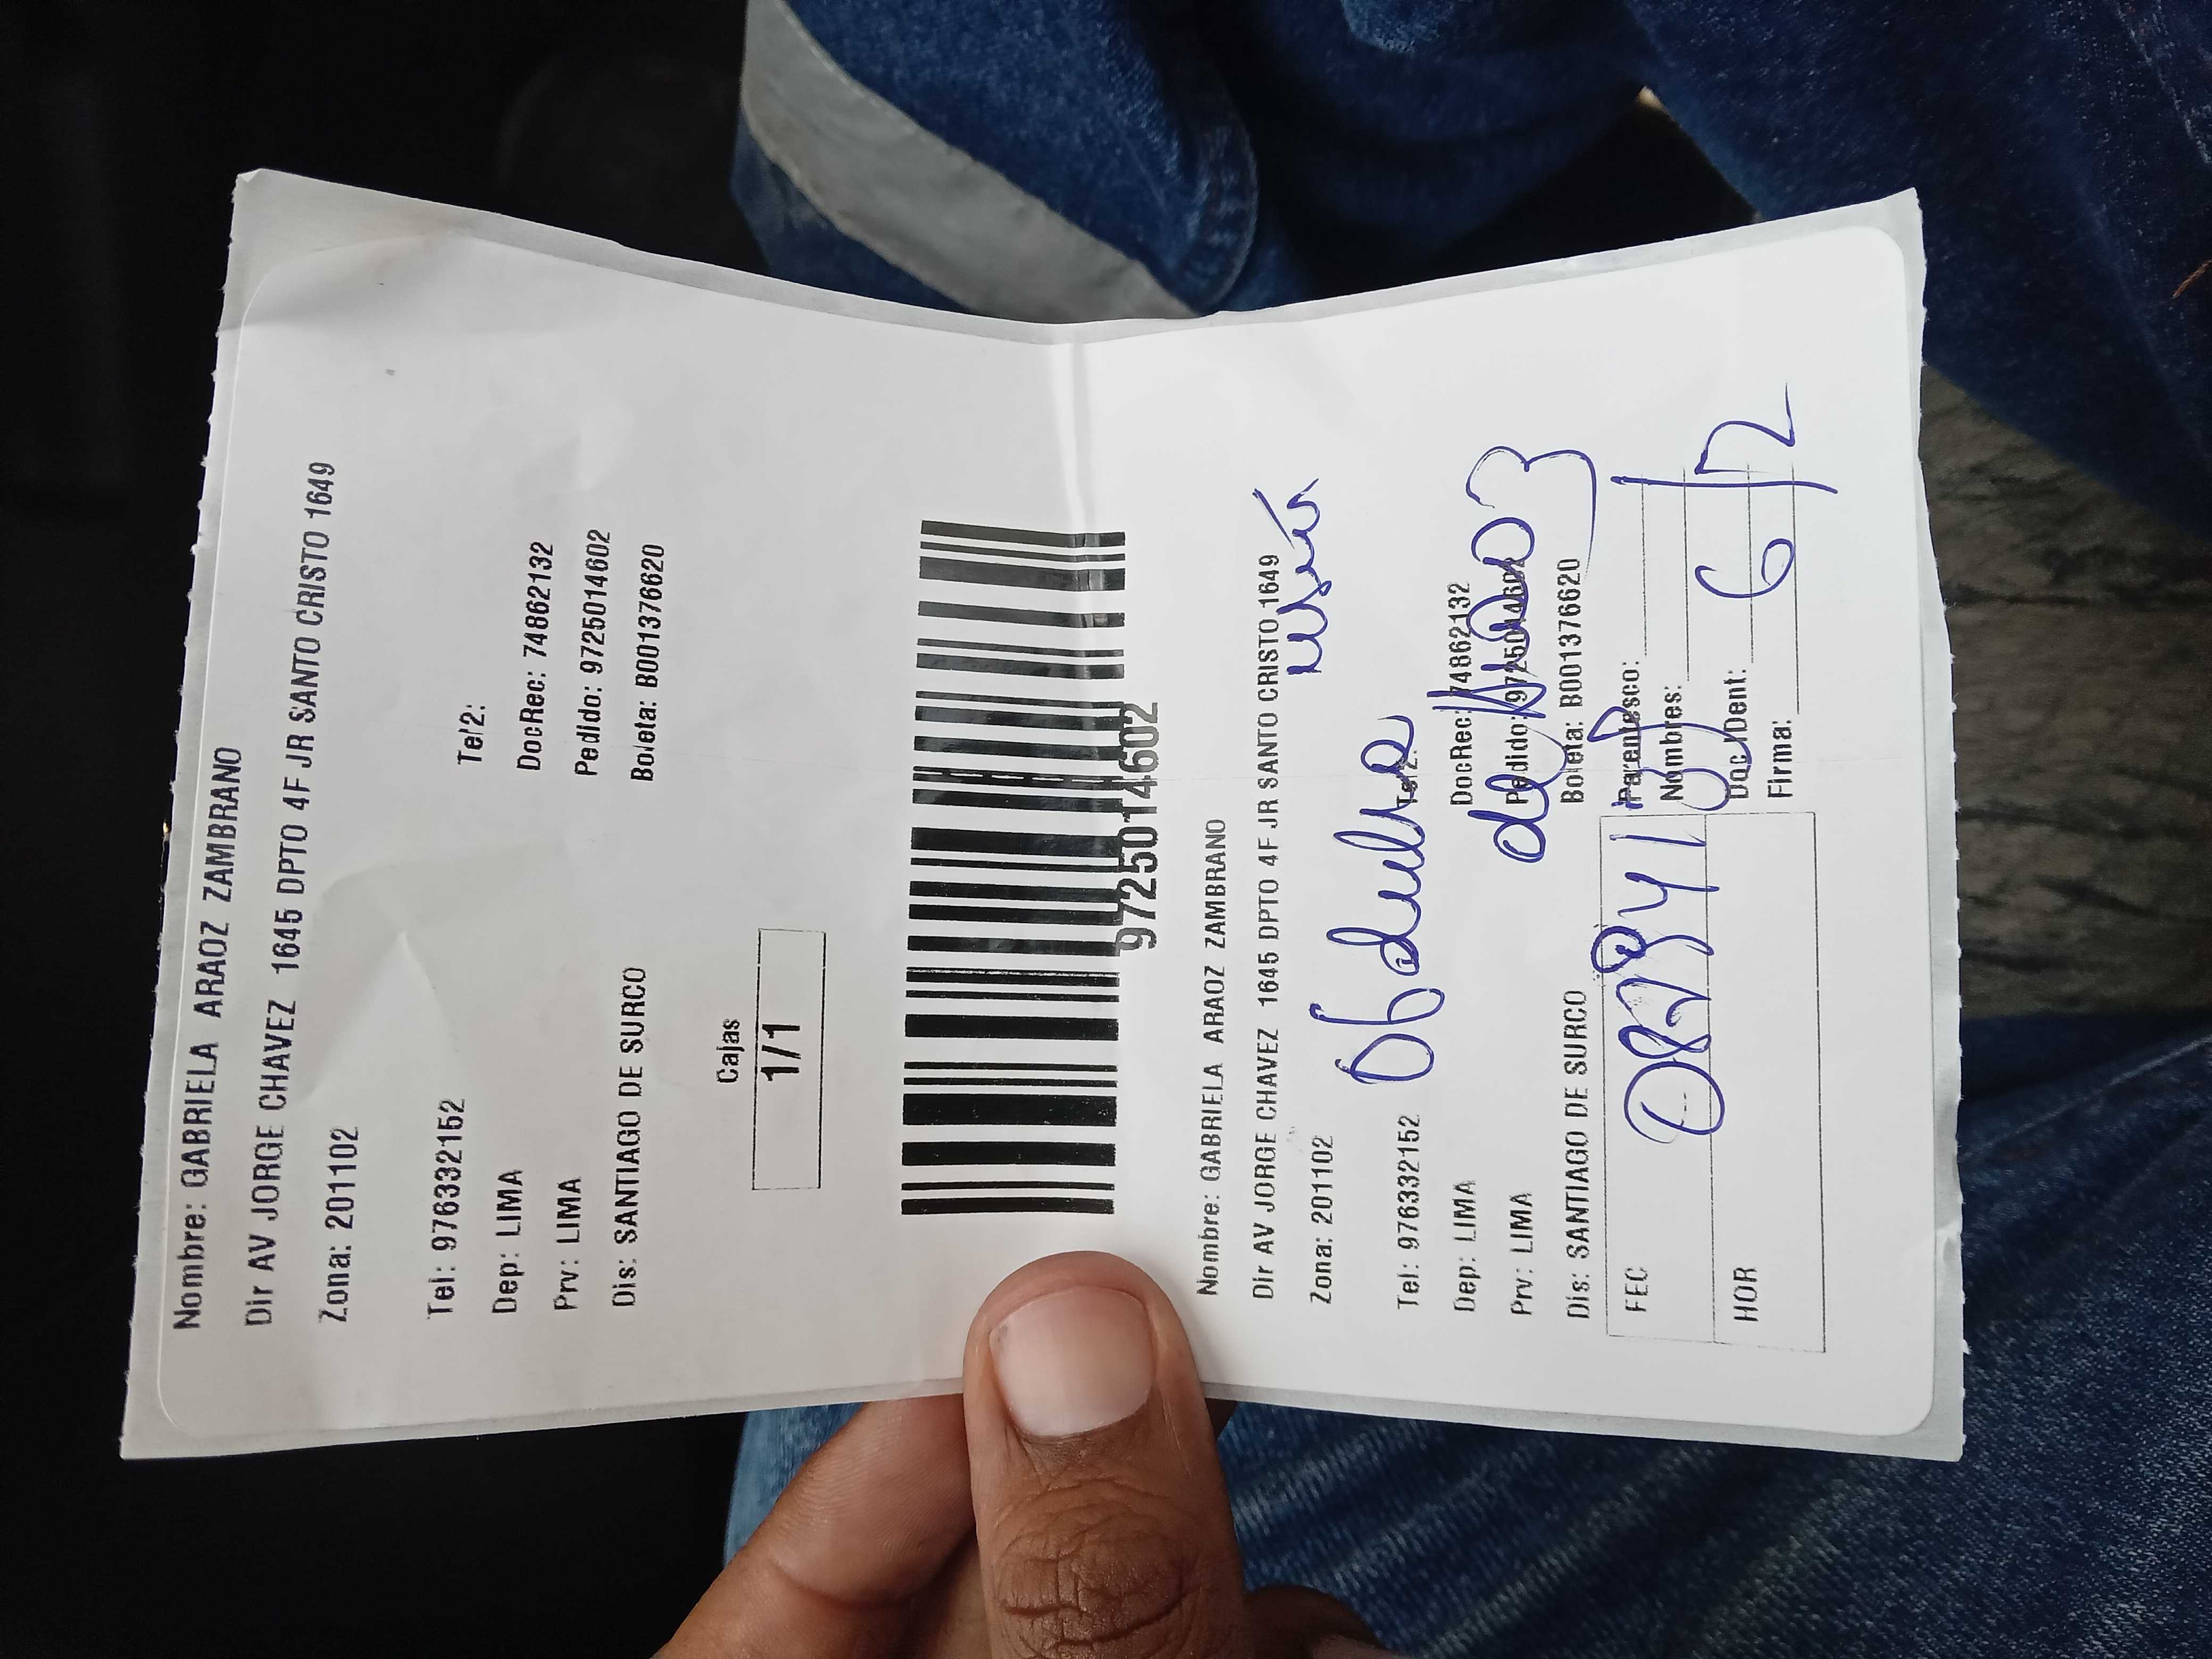 Nombre: GABRIELA ARAOZ ZAMBRANO
Dir AV JORGE CHAVEZ 1645 DPTO 4F JR SANTO CRISTO 1649
Zona: 201102
Tel: 976332152
Tel2:
Dep: LIMA
DocRec: 74862132
Prv: LIMA
Pedido: 9725014602
Dis: SANTIAGO DE SURCO
Boleta: B001376620
Cajas
1/1
9725014602
Nombre: GABRIELA ARAOZ ZAMBRANO
Dir AV JORGE CHAVEZ 1645 DPTO 4F JR SANTO CRISTO 1649
Zona: 201102
Tel: 976332152
Tel2:
Dep: LIMA
DocRec: 74862132
Prv: LIMA
Pedido: 9725014602
Dis: SANTIAGO DE SURCO
Boleta: B001376620
FEC
Parentesco:
Nombres:
HOR
Doc.IDent:
6/12
Firma: